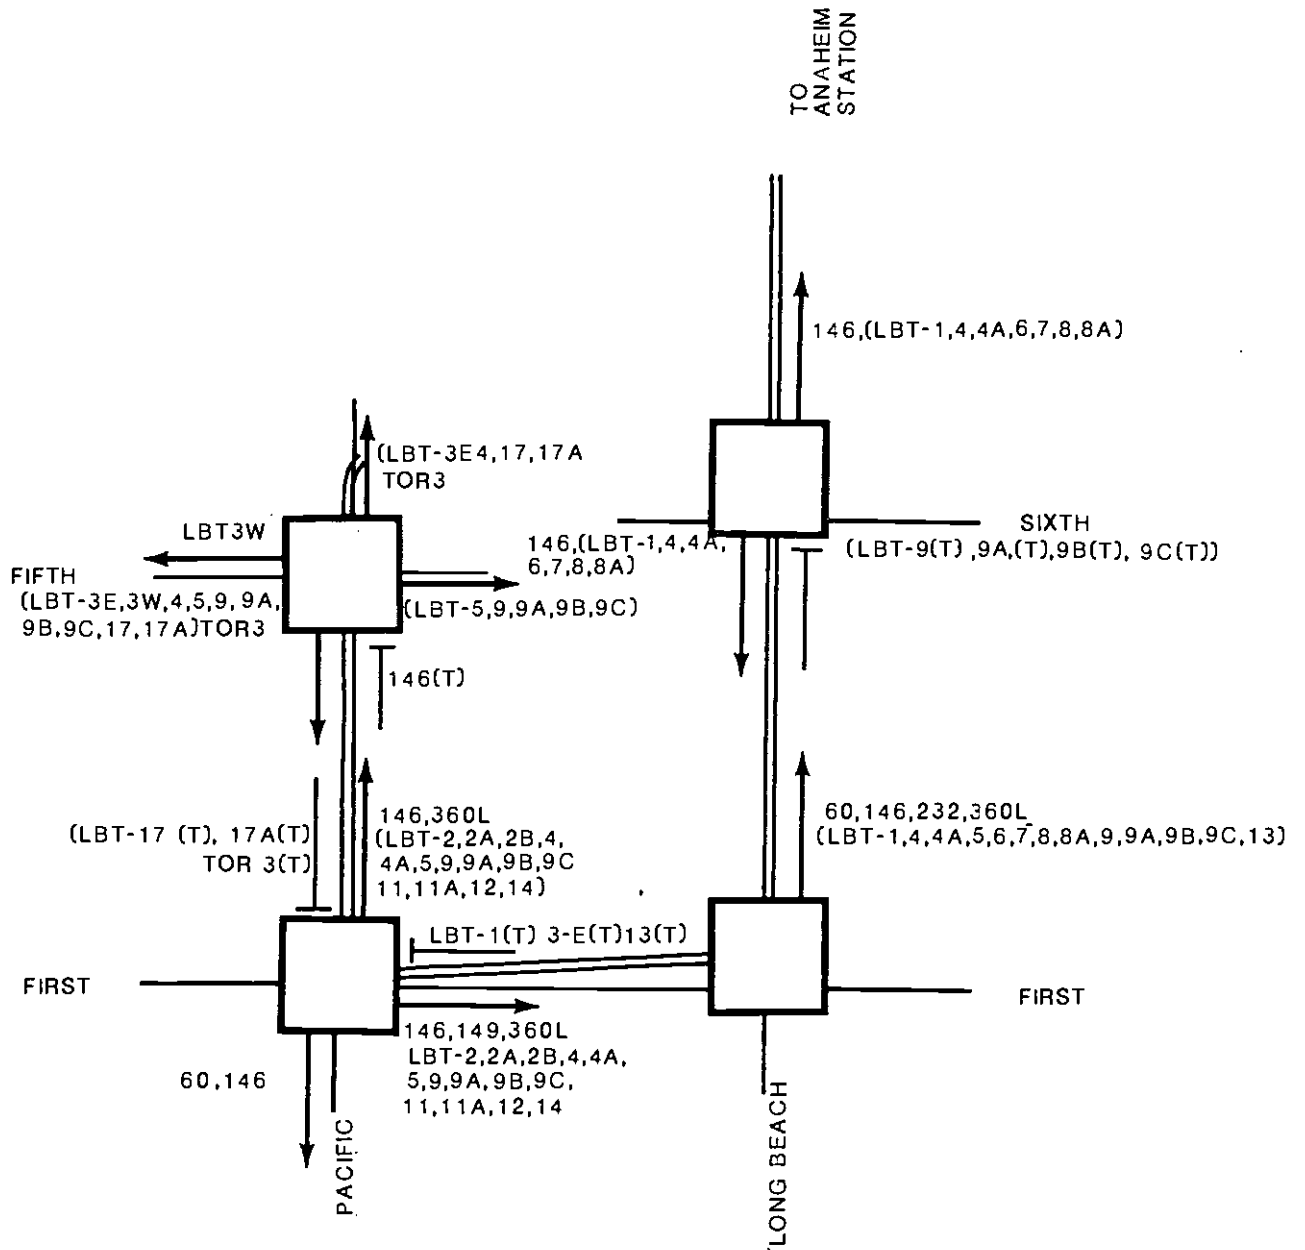 TO
ANAHEIM
STATION
146,(LBT-1,4,4A,6,7,8,8A)
(LBT-3E4,17,17A
TOR3
LBT3W
146,(LBT-1,4,4A,
6,7,8,8A)
SIXTH
(LBT-9(T),9A,(T),9B(T), 9C(T))
FIFTH
(LBT-3E,3W,4,5,9,9A,
9B,9C,17,17A)TOR3
(LBT-5,9,9A,9B,9C)
146(T)
(LBT-17 (T), 17A(T)
TOR 3(T)
146,360L
(LBT-2,2A,2B,4,
4A,5,9,9A,9B,9C
11,11A,12,14)
60,146,232,360L
(LBT-1,4,4A,5,6,7,8,8A,9,9A,9B,9C,13)
LBT-1(T) 3-E(T)13(T)
FIRST
FIRST
146,149,360L
LBT-2,2A,2B,4,4A,
5,9,9A,9B,9C,
11,11A,12,14
60,146
PACIFIC
LONG BEACH